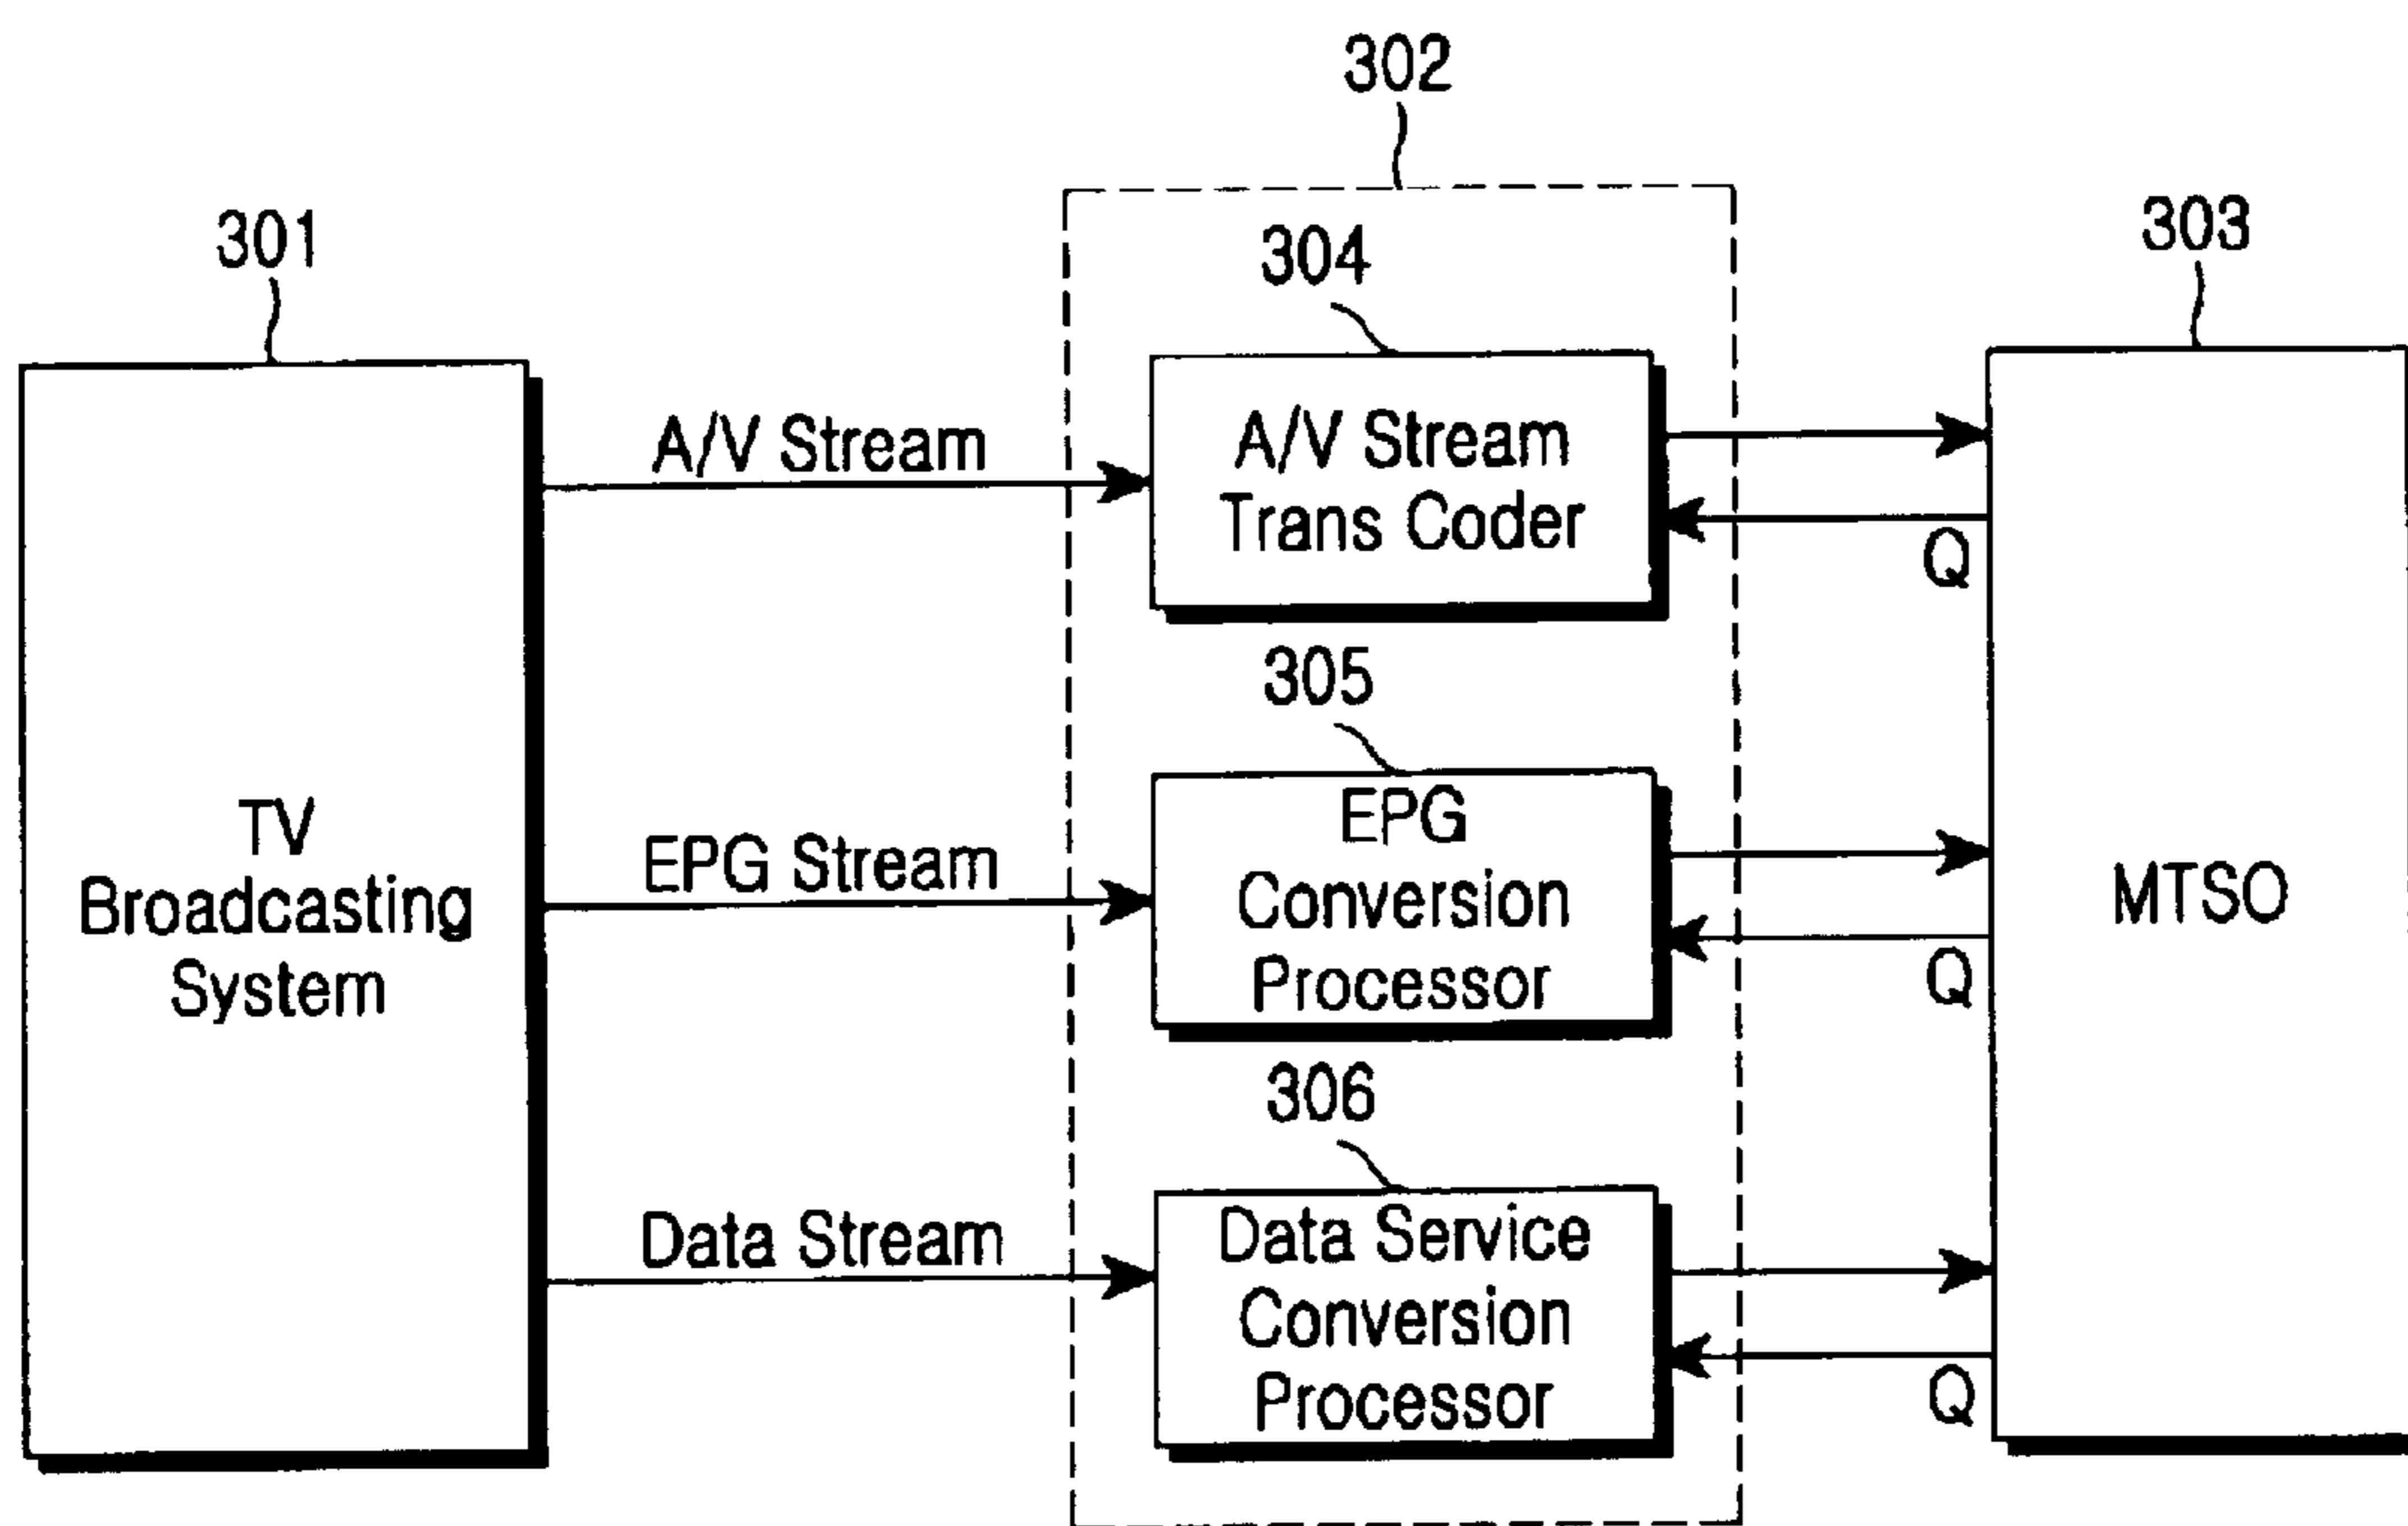 302
301
304
303
A/V Stream
A/V Stream
Trans Coder
Q
305
TV
Broadcasting
System
EPG Stream
EPG
Conversion
Processor
MTSO
Q
306
Data Stream
Data Service
Conversion
Processor
Q